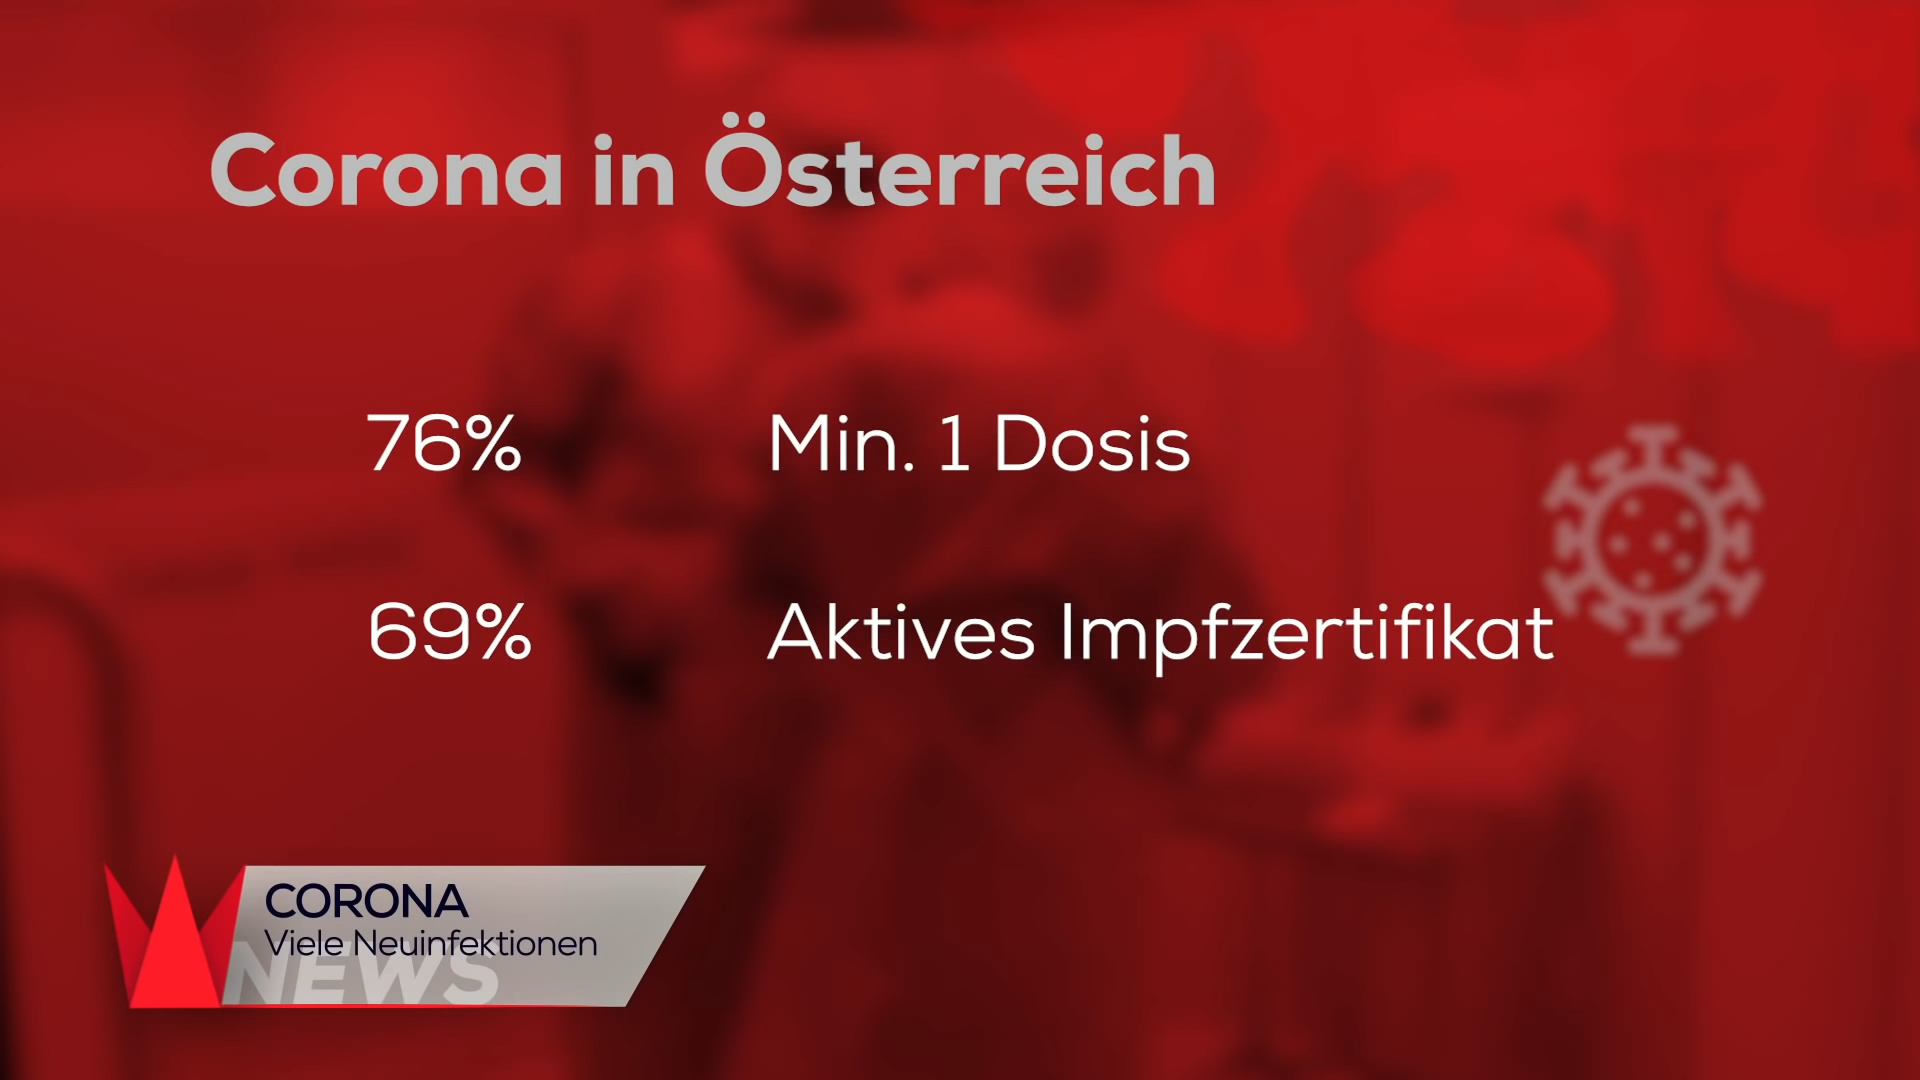 Corona in Österreich
76% Min. 1 Dosis
69% Aktives Impfzertifikat
CORONA
Viele Neuinfektionen
NEWS